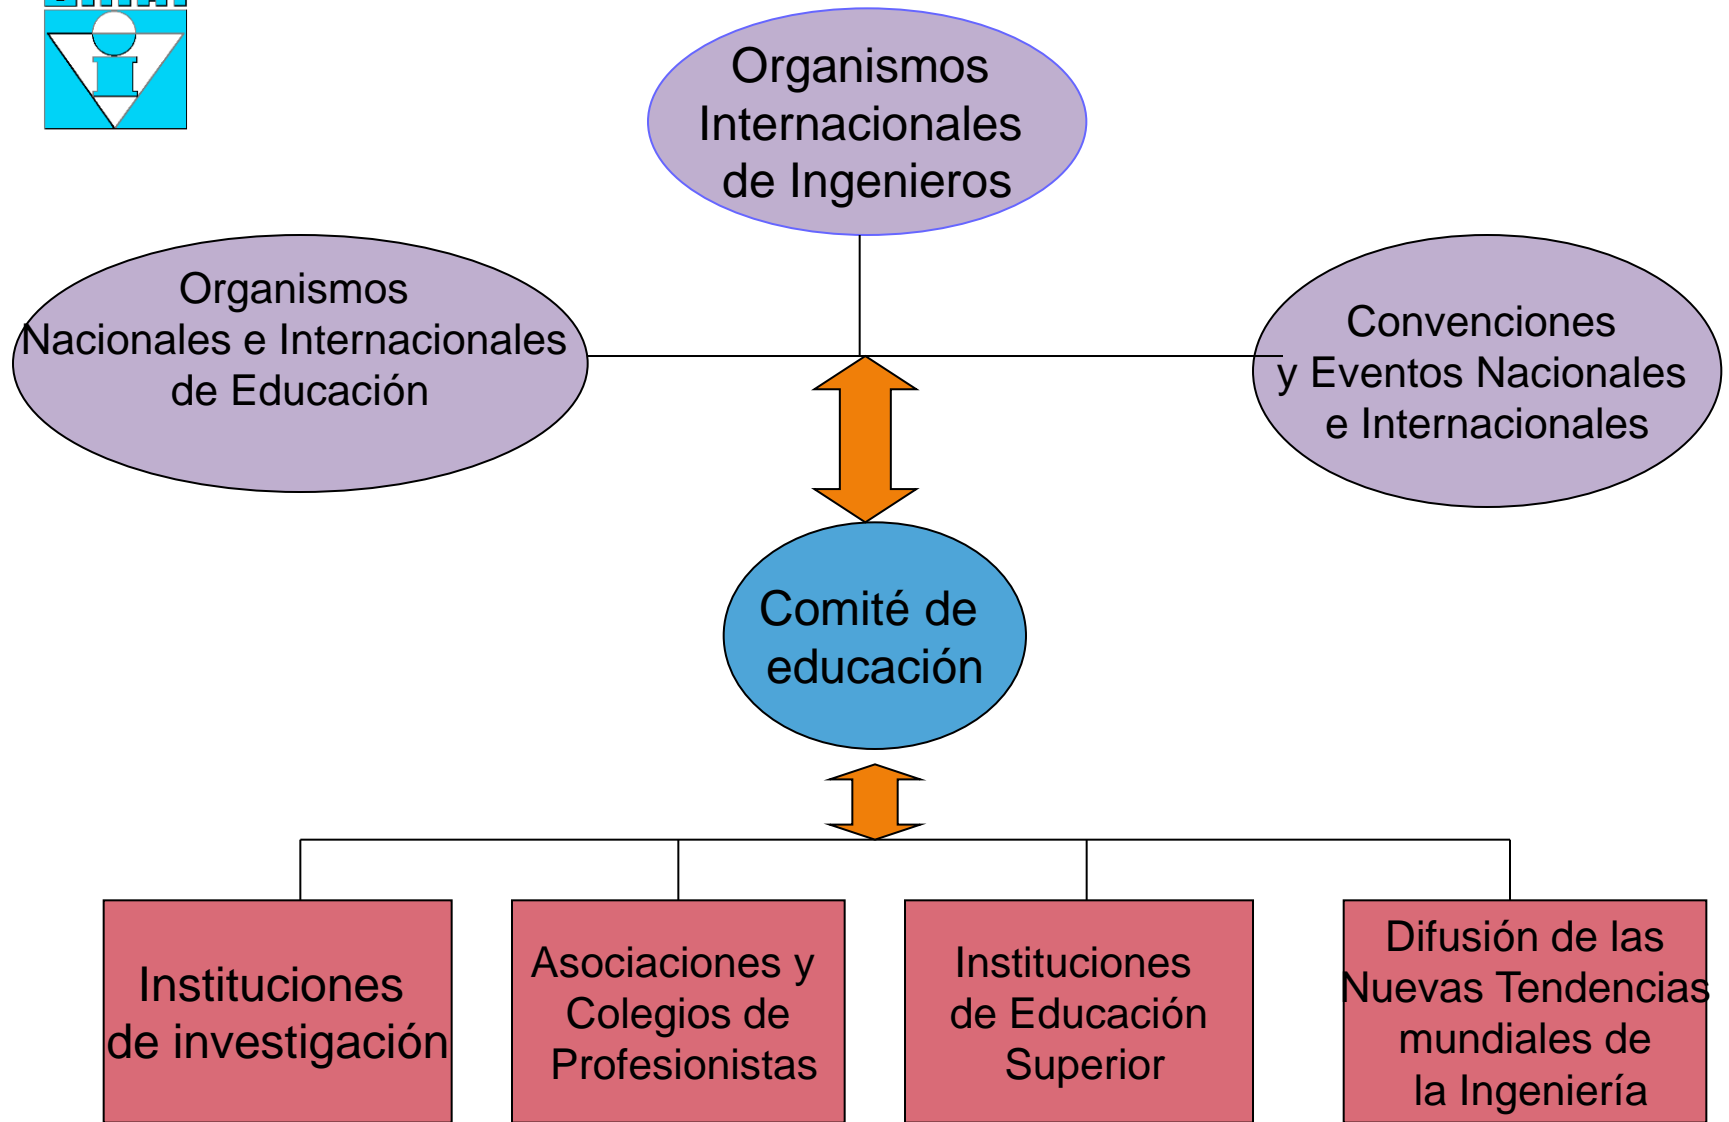 Organismos
Internacionales
de Ingenieros
Organismos
Nacionales e Internacionales
de Educación
Convenciones
y Eventos Nacionales
e Internacionales
Comité de
educación
Instituciones
de investigación
Asociaciones y
Colegios de
Profesionistas
Instituciones
de Educación
Superior
Difusión de las
Nuevas Tendencias
mundiales de
la Ingeniería